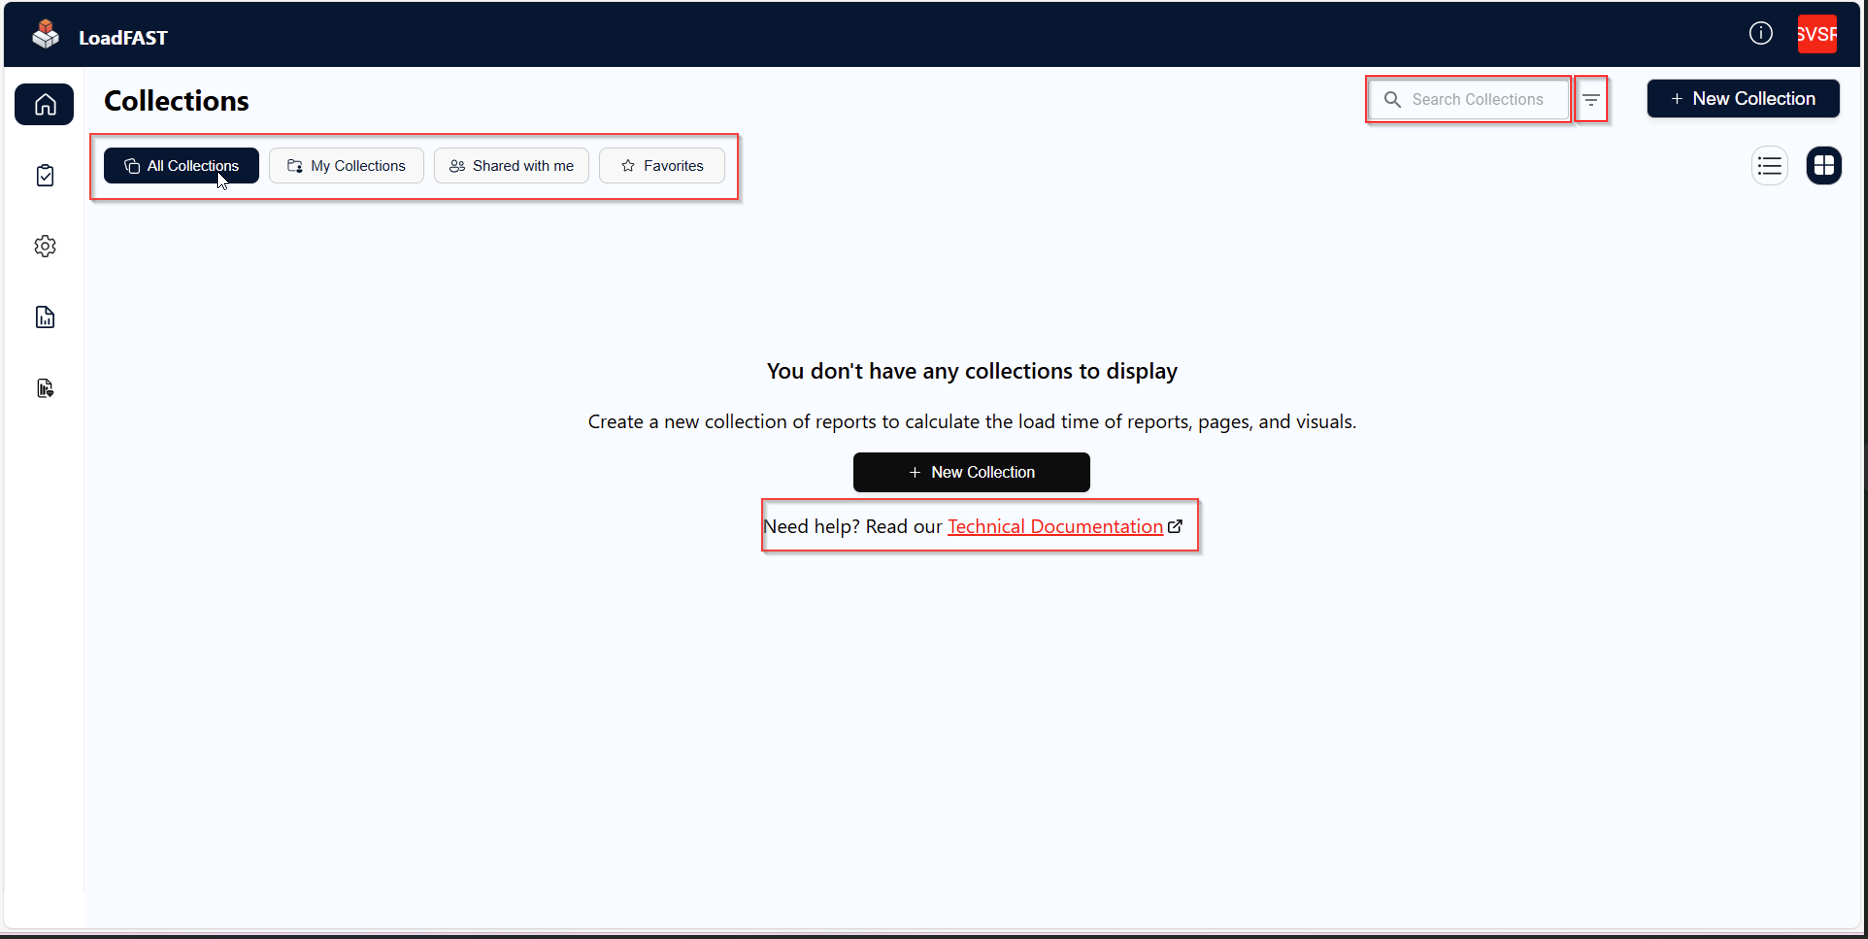 LoadFAST
SVSR
Collections
Search Collections
+ New Collection
All Collections
My Collections
Shared with me
Favorites
You don't have any collections to display
Create a new collection of reports to calculate the load time of reports, pages, and visuals.
+ New Collection
Need help? Read our Technical Documentation